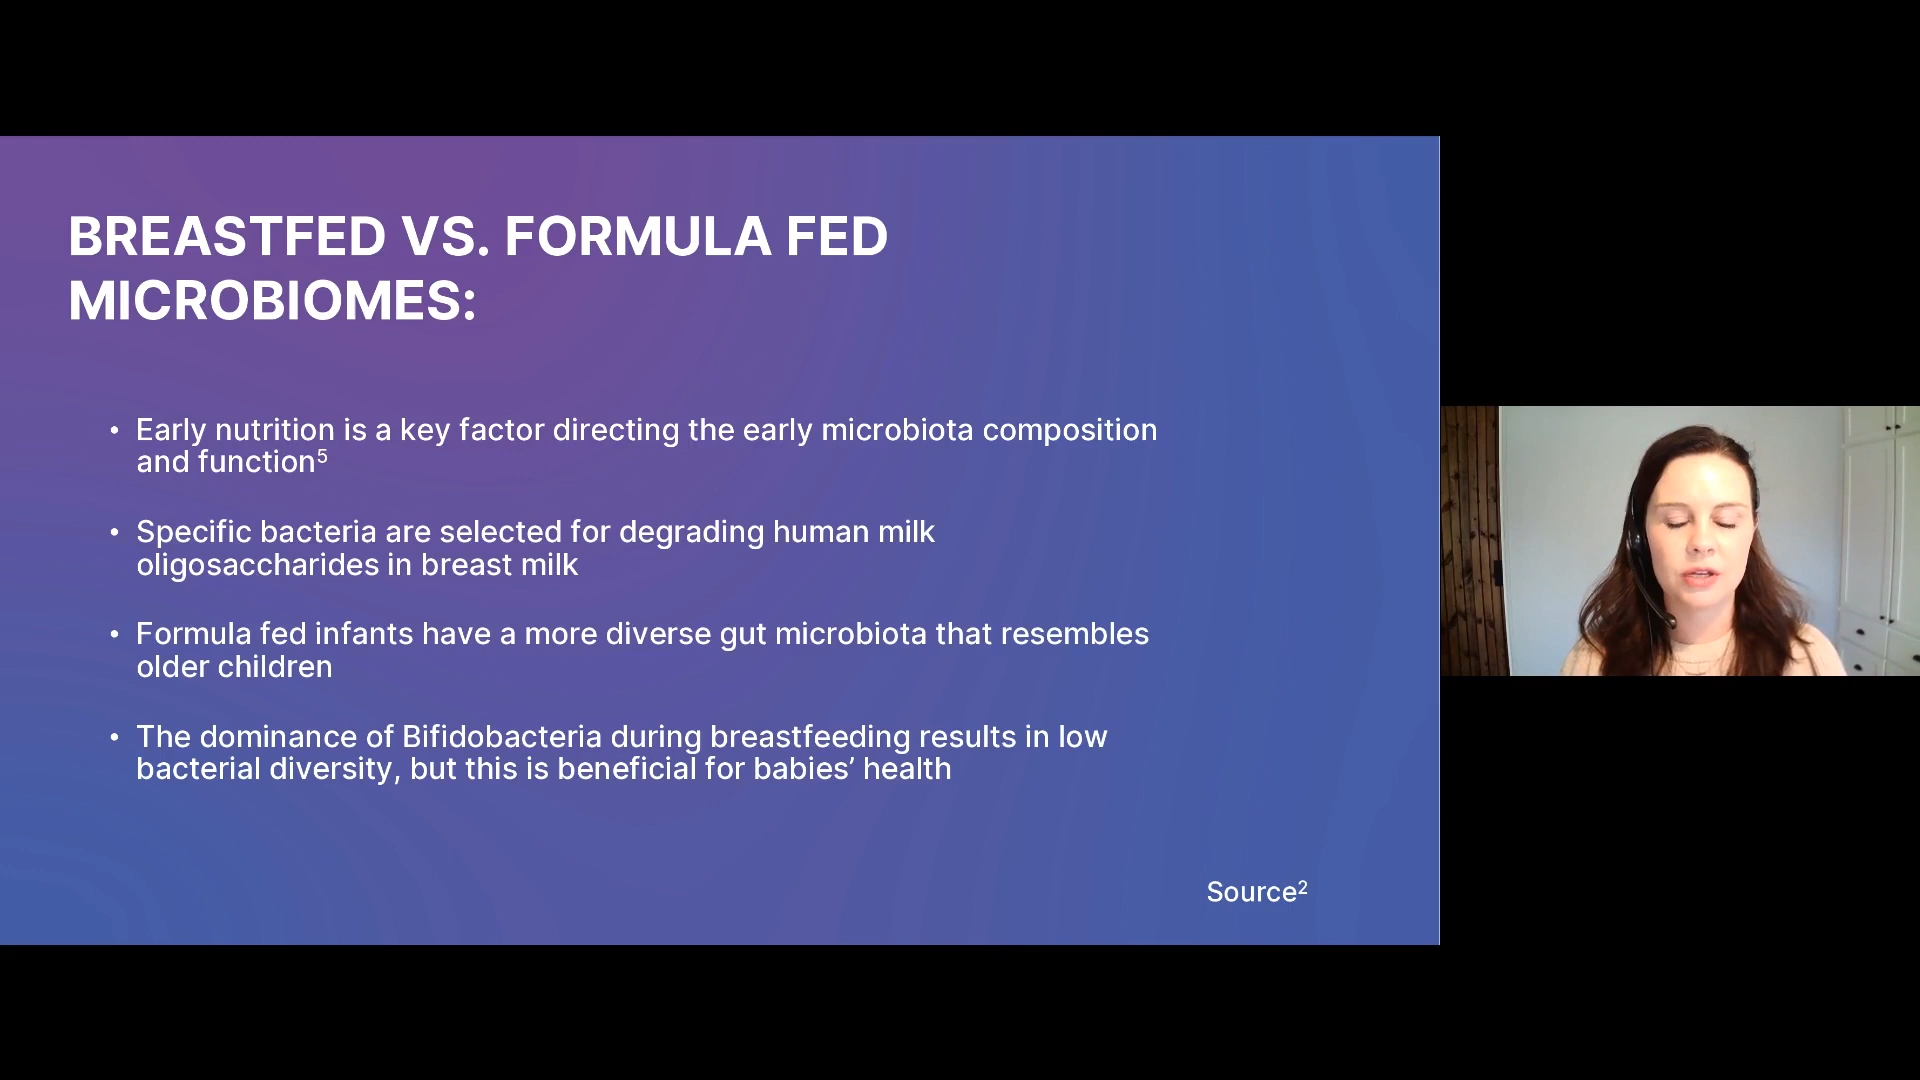 BREASTFED VS. FORMULA FED
MICROBIOMES:
• Early nutrition is a key factor directing the early microbiota composition
and function⁵
• Specific bacteria are selected for degrading human milk
oligosaccharides in breast milk
• Formula fed infants have a more diverse gut microbiota that resembles
older children
• The dominance of Bifidobacteria during breastfeeding results in low
bacterial diversity, but this is beneficial for babies’ health
Source²